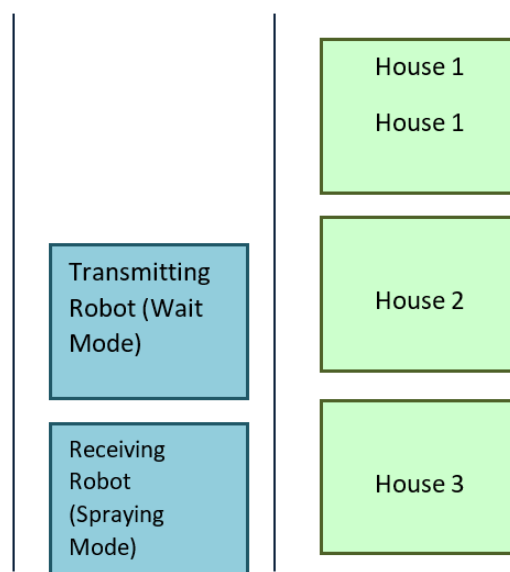 House 1
House 1
Transmitting
Robot (Wait
Mode)
House 2
Receiving
Robot
(Spraying
Mode)
House 3